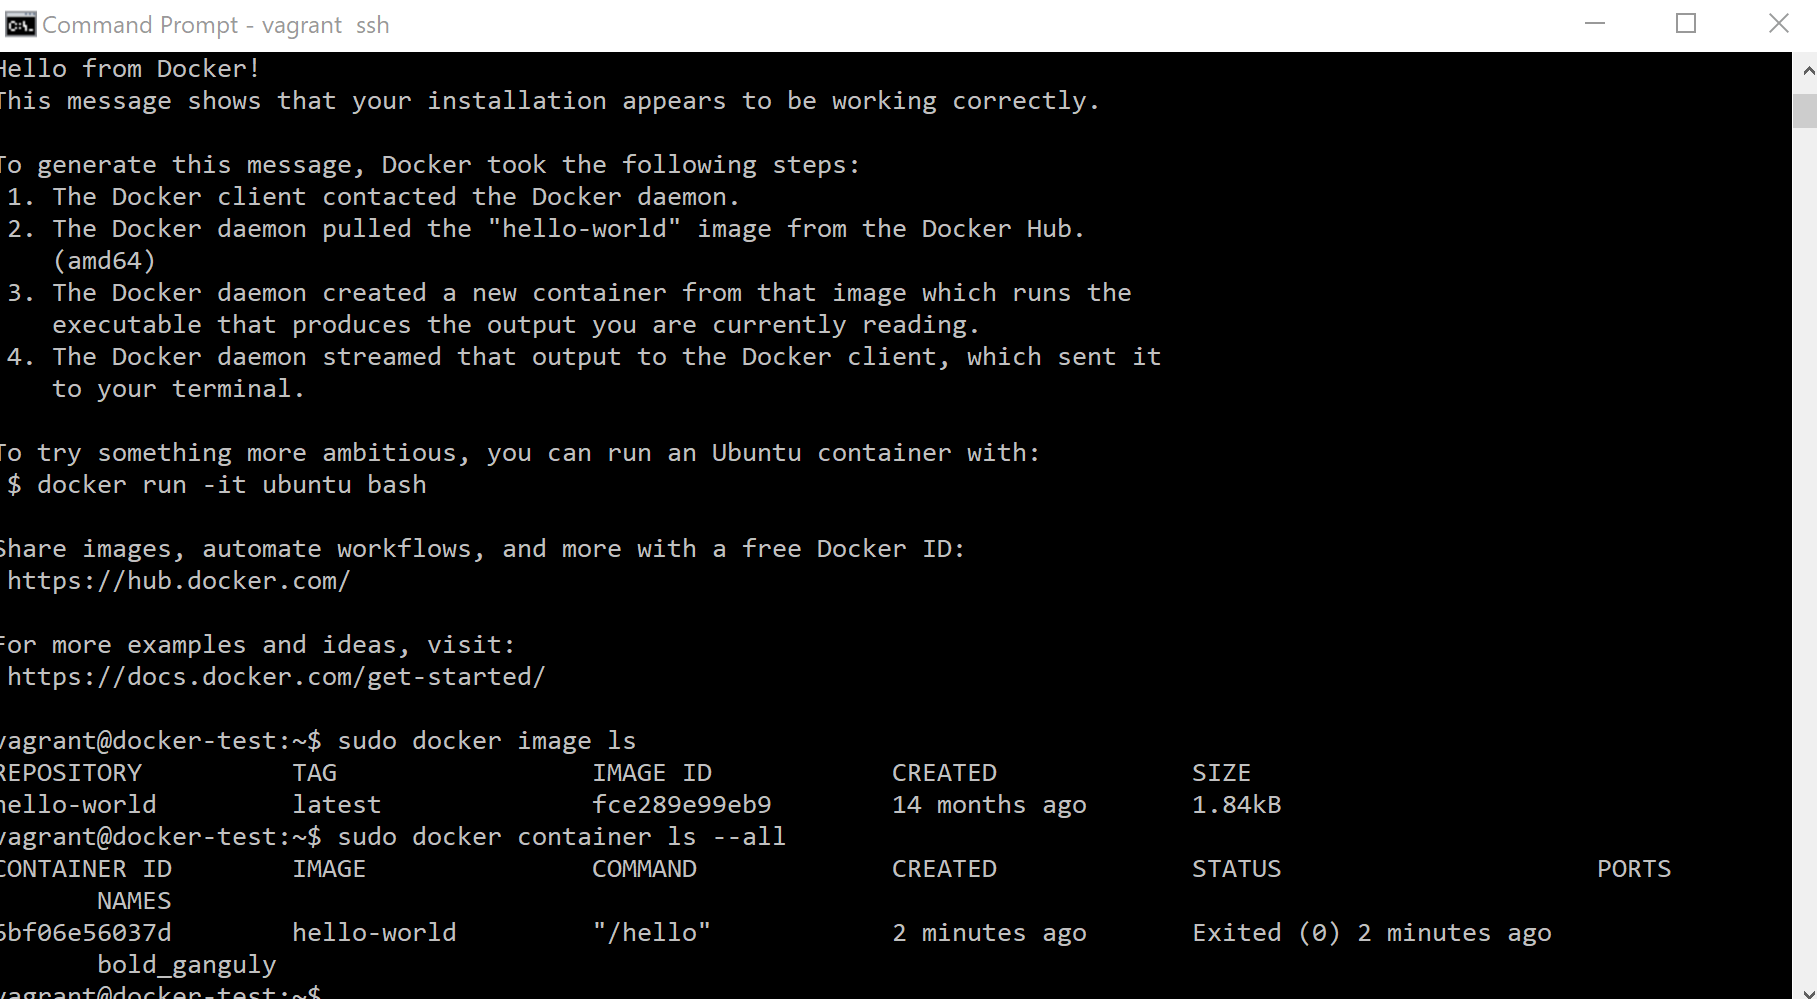 Command Prompt - vagrant  ssh
Hello from Docker!
This message shows that your installation appears to be working correctly.
To generate this message, Docker took the following steps:
 1. The Docker client contacted the Docker daemon.
 2. The Docker daemon pulled the "hello-world" image from the Docker Hub.
    (amd64)
 3. The Docker daemon created a new container from that image which runs the
    executable that produces the output you are currently reading.
 4. The Docker daemon streamed that output to the Docker client, which sent it
    to your terminal.
To try something more ambitious, you can run an Ubuntu container with:
 $ docker run -it ubuntu bash
Share images, automate workflows, and more with a free Docker ID:
 https://hub.docker.com/
For more examples and ideas, visit:
 https://docs.docker.com/get-started/
vagrant@docker-test:~$ sudo docker image ls
REPOSITORY          TAG                 IMAGE ID            CREATED             SIZE
hello-world         latest              fce289e99eb9        14 months ago       1.84kB
vagrant@docker-test:~$ sudo docker container ls --all
CONTAINER ID        IMAGE               COMMAND             CREATED             STATUS                     PORTS
       NAMES
bf06e56037d        hello-world         "/hello"            2 minutes ago       Exited (0) 2 minutes ago
       bold_ganguly
vagrant@docker-test:~$